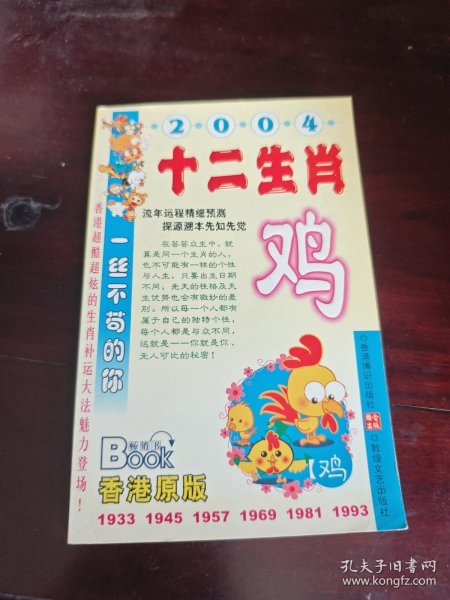 2004
十二生肖
鸡
流年运程精细预测
探源溯本先知先觉
在芸芸众生中，就
算是同一个生肖的人，
也不可能有一样的个性
与人生，只要出生日期
不同，先天的性格及天
生优势也会有微妙的差
别，所以每一个人都有
属于自己的独特个性，
每个人都是与众不同，
这就是一一你就是你、
无人可比的秘密！
一丝不苟的你
香港超酷超炫的生肖补运大法魅力登场！
◎香港博识出版社
联合出版
◎敦煌文艺出版社
畅销书
Book
香港原版
【鸡】
1933 1945 1957 1969 1981 1993
孔夫子旧书网
www.kongfz.com